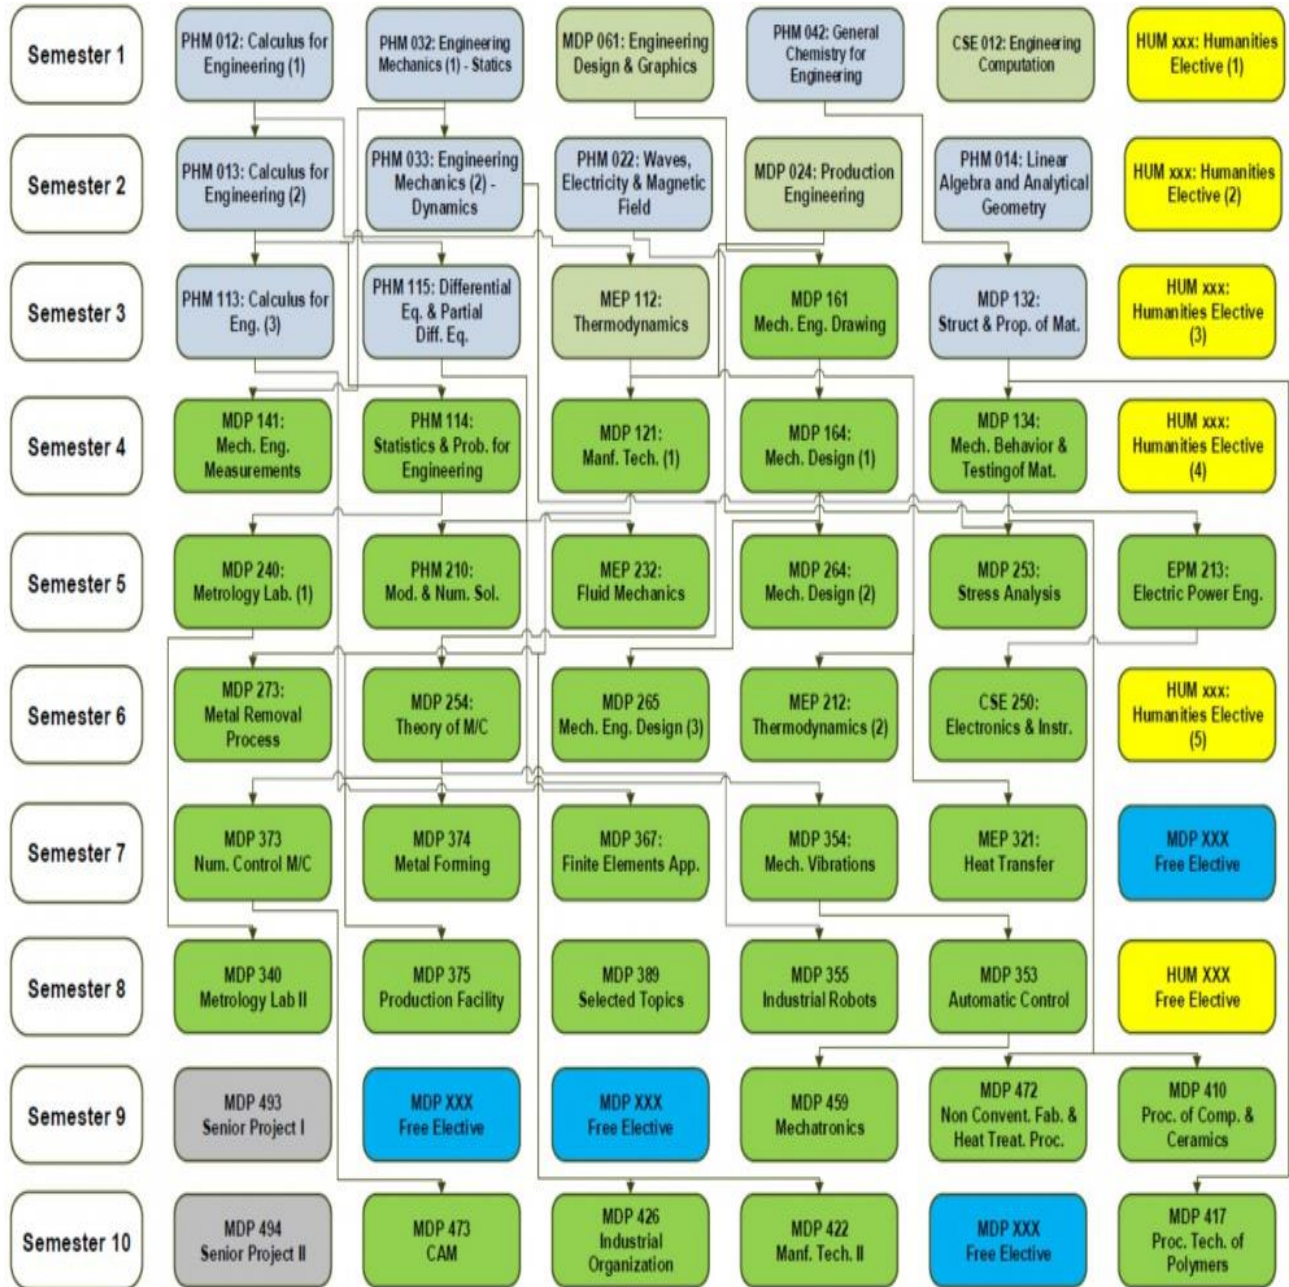 Semester 1
PHM 012: Calculus for
Engineering (1)
PHM 032: Engineering
Mechanics (1) - Statics
MDP 061: Engineering
Design & Graphics
PHM 042: General
Chemistry for
Engineering
CSE 012: Engineering
Computation
HUM xxx: Humanities
Elective (1)
Semester 2
PHM 013: Calculus for
Engineering (2)
PHM 033: Engineering
Mechanics (2) -
Dynamics
PHM 022: Waves,
Electricity & Magnetic
Field
MDP 024: Production
Engineering
PHM 014: Linear
Algebra and Analytical
Geometry
HUM xxx: Humanities
Elective (2)
Semester 3
PHM 113: Calculus for
Eng. (3)
PHM 115: Differential
Eq. & Partial
Diff. Eq.
MEP 112:
Thermodynamics
MDP 161
Mech. Eng. Drawing
MDP 132:
Struct & Prop. of Mat.
HUM xxx:
Humanities Elective
(3)
Semester 4
MDP 141:
Mech. Eng.
Measurements
PHM 114:
Statistics & Prob. for
Engineering
MDP 121:
Manf. Tech. (1)
MDP 164:
Mech. Design (1)
MDP 134:
Mech. Behavior &
Testingof Mat.
HUM xxx:
Humanities Elective
(4)
Semester 5
MDP 240:
Metrology Lab. (1)
PHM 210:
Mod. & Num. Sol.
MEP 232:
Fluid Mechanics
MDP 264:
Mech. Design (2)
MDP 253:
Stress Analysis
EPM 213:
Electric Power Eng.
Semester 6
MDP 273:
Metal Removal
Process
MDP 254:
Theory of M/C
MDP 265
Mech. Eng. Design (3)
MEP 212:
Thermodynamics (2)
CSE 250:
Electronics & Instr.
HUM xxx:
Humanities Elective
(5)
Semester 7
MDP 373
Num. Control M/C
MDP 374
Metal Forming
MDP 367:
Finite Elements App.
MDP 354:
Mech. Vibrations
MEP 321:
Heat Transfer
MDP XXX
Free Elective
Semester 8
MDP 340
Metrology Lab II
MDP 375
Production Facility
MDP 389
Selected Topics
MDP 355
Industrial Robots
MDP 353
Automatic Control
HUM XXX
Free Elective
Semester 9
MDP 493
Senior Project I
MDP XXX
Free Elective
MDP XXX
Free Elective
MDP 459
Mechatronics
MDP 472
Non Convent. Fab. &
Heat Treat. Proc.
MDP 410
Proc. of Comp. &
Ceramics
Semester 10
MDP 494
Senior Project II
MDP 473
CAM
MDP 426
Industrial
Organization
MDP 422
Manf. Tech. II
MDP XXX
Free Elective
MDP 417
Proc. Tech. of
Polymers